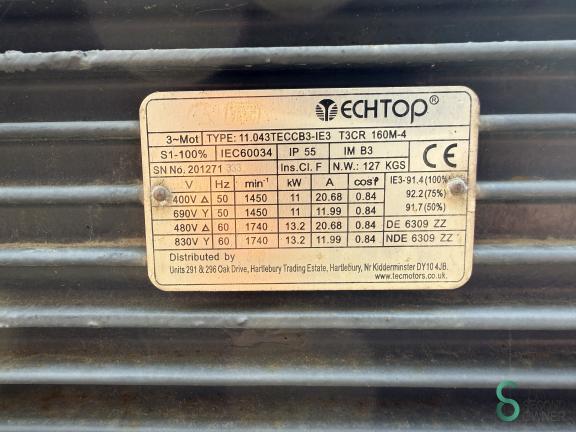 TECHTOP®
3~Mot TYPE: 11.043TECCB3-IE3 T3CR 160M-4
S1-100% IEC60034 IP 55 IM B3 CE
SN No. 201271 Ins.Cl. F N.W.: 127 KGS
V Hz min⁻¹ kW A cosφ IE3-91.4(100%)
400V Δ 50 1450 11 20.68 0.84 92.2(75%)
690V Y 50 1450 11 11.99 0.84 91.7(50%)
480V Δ 60 1740 13.2 20.68 0.84 DE 6309 ZZ
830V Y 60 1740 13.2 11.99 0.84 NDE 6309 ZZ
Distributed by
Units 291 & 296 Oak Drive, Hartlebury Trading Estate, Hartlebury, Nr Kidderminster DY10 4JB.
www.tecmotors.co.uk.
SECOND
OWNER